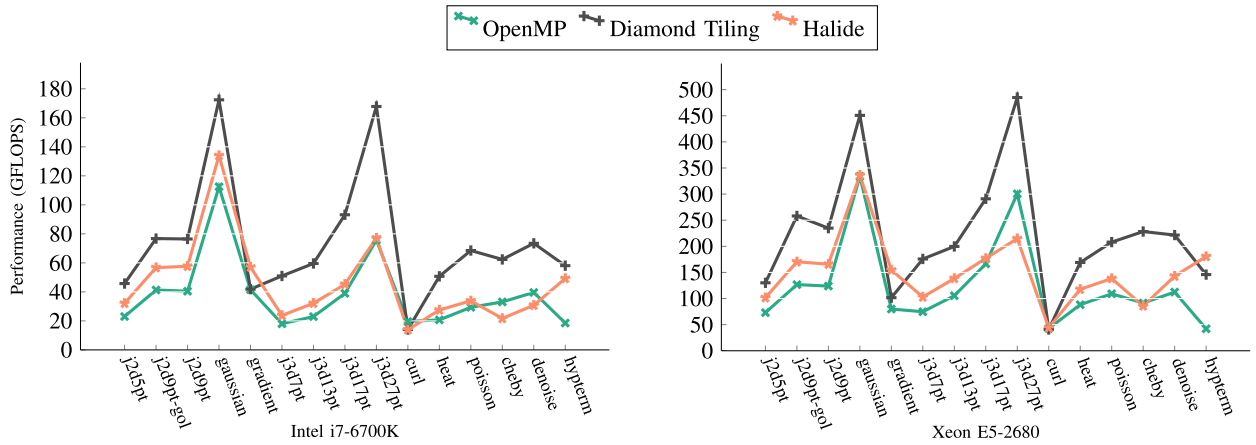 OpenMP Diamond Tiling Halide
Performance (GFLOPS)
180
160
140
120
100
80
60
40
20
0
j2d5pt
j2d9pt-gol
j2d9pt
gaussian
gradient
j3d7pt
j3d13pt
j3d17pt
j3d27pt
curl
heat
poisson
cheby
denoise
hypterm
Intel i7-6700K
500
450
400
350
300
250
200
150
100
50
0
j2d5pt
j2d9pt-gol
j2d9pt
gaussian
gradient
j3d7pt
j3d13pt
j3d17pt
j3d27pt
curl
heat
poisson
cheby
denoise
hypterm
Xeon E5-2680